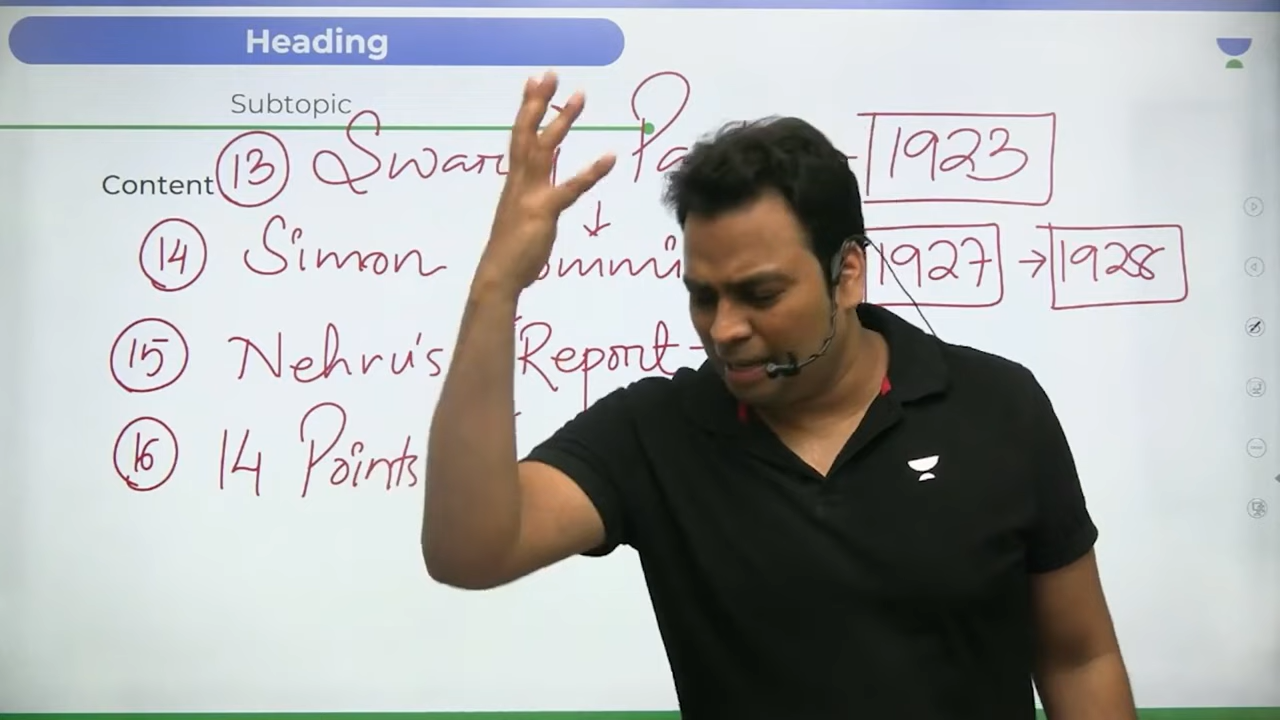 Heading
Subtopic
Content
13 Swar 1923
14 Simon 1927 → 1928
15 Nehru's Report -
16 14 Points